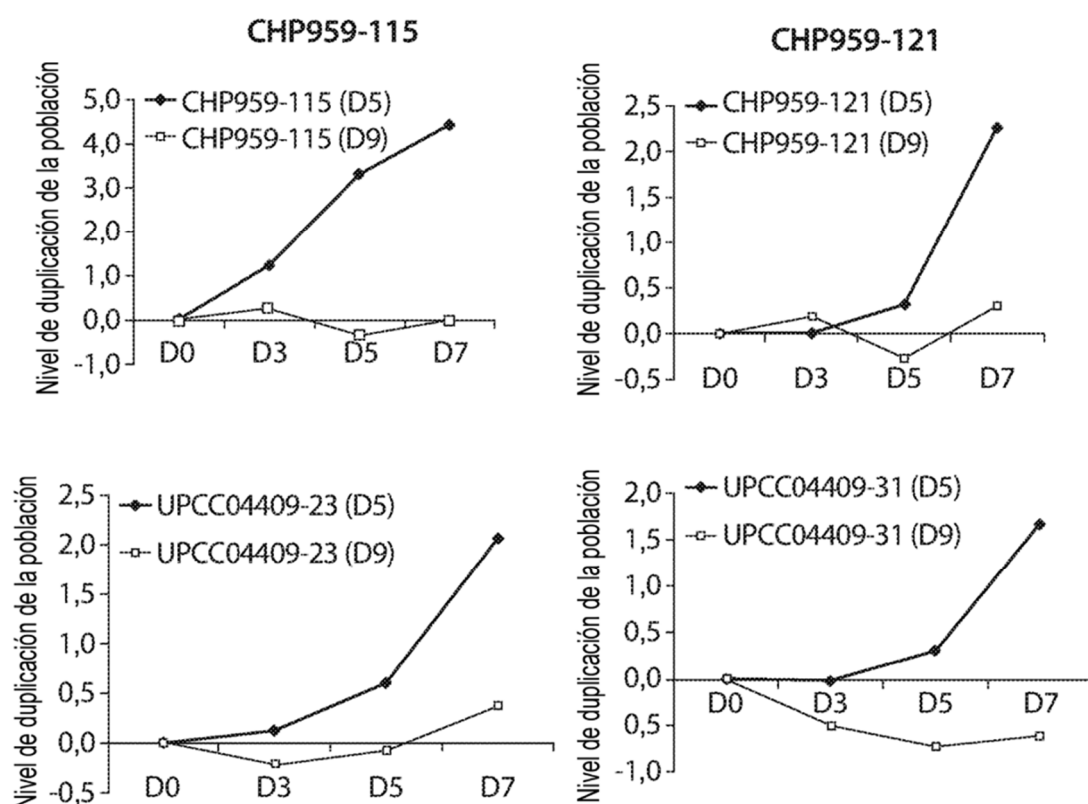 CHP959-115
Nivel de duplicación de la población
5,0
4,0
3,0
2,0
1,0
0,0
-1,0
CHP959-115 (D5)
CHP959-115 (D9)
D0 D3 D5 D7
CHP959-121
Nivel de duplicación de la población
2,5
2,0
1,5
1,0
0,5
0,0
-0,5
CHP959-121 (D5)
CHP959-121 (D9)
D0 D3 D5 D7
Nivel de duplicación de la población
2,5
2,0
1,5
1,0
0,5
0,0
-0,5
UPCC04409-23 (D5)
UPCC04409-23 (D9)
D0 D3 D5 D7
Nivel de duplicación de la población
2,0
1,5
1,0
0,5
0,0
0,5
-1,0
UPCC04409-31 (D5)
UPCC04409-31 (D9)
D0 D3 D5 D7